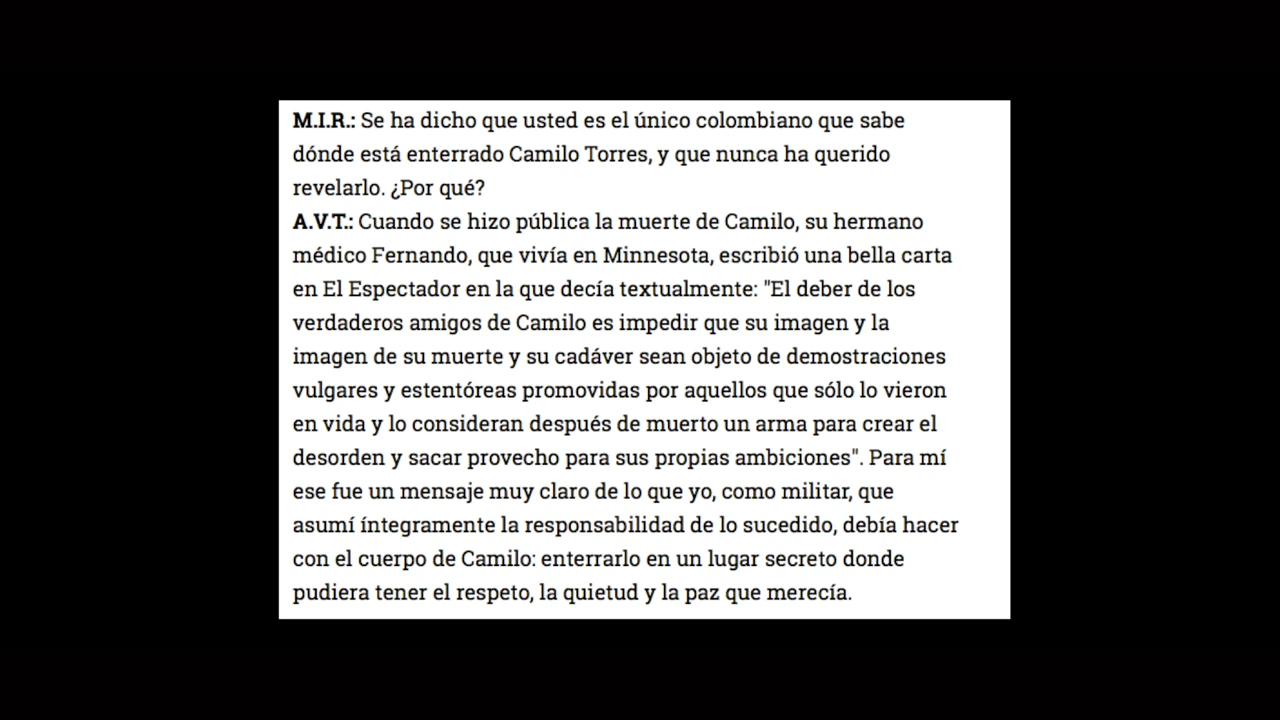 M.I.R.: Se ha dicho que usted es el único colombiano que sabe
dónde está enterrado Camilo Torres, y que nunca ha querido
revelarlo. ¿Por qué?
A.V.T.: Cuando se hizo pública la muerte de Camilo, su hermano
médico Fernando, que vivía en Minnesota, escribió una bella carta
en El Espectador en la que decía textualmente: "El deber de los
verdaderos amigos de Camilo es impedir que su imagen y la
imagen de su muerte y su cadáver sean objeto de demostraciones
vulgares y estentóreas promovidas por aquellos que sólo lo vieron
en vida y lo consideran después de muerto un arma para crear el
desorden y sacar provecho para sus propias ambiciones". Para mí
ese fue un mensaje muy claro de lo que yo, como militar, que
asumí íntegramente la responsabilidad de lo sucedido, debía hacer
con el cuerpo de Camilo: enterrarlo en un lugar secreto donde
pudiera tener el respeto, la quietud y la paz que merecía.